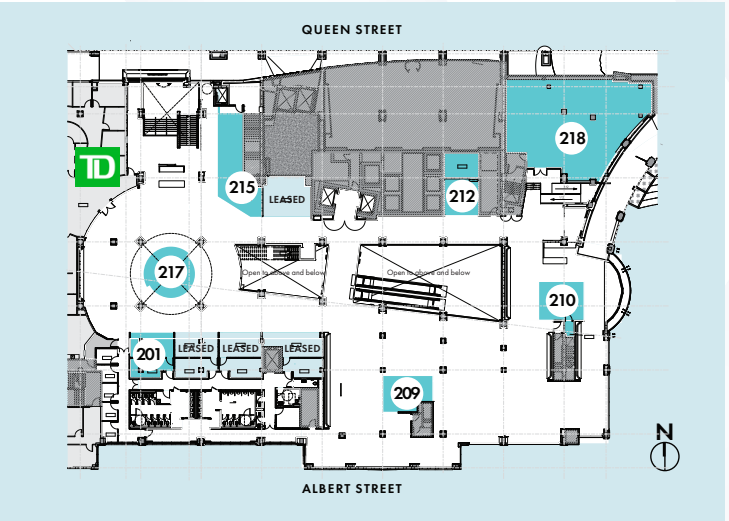 QUEEN STREET
218
TD
215
LEASED
212
217
Open to above and below
Open to above and below
210
201
LEASED
LEASED
LEASED
209
N
ALBERT STREET